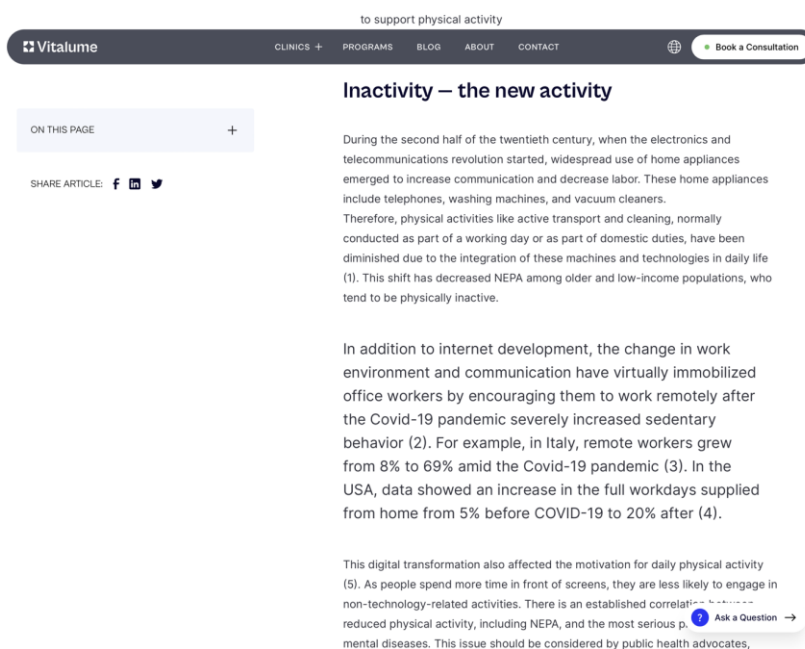 to support physical activity
Vitalume
CLINICS +
PROGRAMS
BLOG
ABOUT
CONTACT
Book a Consultation
ON THIS PAGE +
SHARE ARTICLE:
Inactivity – the new activity
During the second half of the twentieth century, when the electronics and
telecommunications revolution started, widespread use of home appliances
emerged to increase communication and decrease labor. These home appliances
include telephones, washing machines, and vacuum cleaners.
Therefore, physical activities like active transport and cleaning, normally
conducted as part of a working day or as part of domestic duties, have been
diminished due to the integration of these machines and technologies in daily life
(1). This shift has decreased NEPA among older and low-income populations, who
tend to be physically inactive.
In addition to internet development, the change in work
environment and communication have virtually immobilized
office workers by encouraging them to work remotely after
the Covid-19 pandemic severely increased sedentary
behavior (2). For example, in Italy, remote workers grew
from 8% to 69% amid the Covid-19 pandemic (3). In the
USA, data showed an increase in the full workdays supplied
from home from 5% before COVID-19 to 20% after (4).
This digital transformation also affected the motivation for daily physical activity
(5). As people spend more time in front of screens, they are less likely to engage in
non-technology-related activities. There is an established correlation between
reduced physical activity, including NEPA, and the most serious
mental diseases. This issue should be considered by public health advocates,
? Ask a Question →